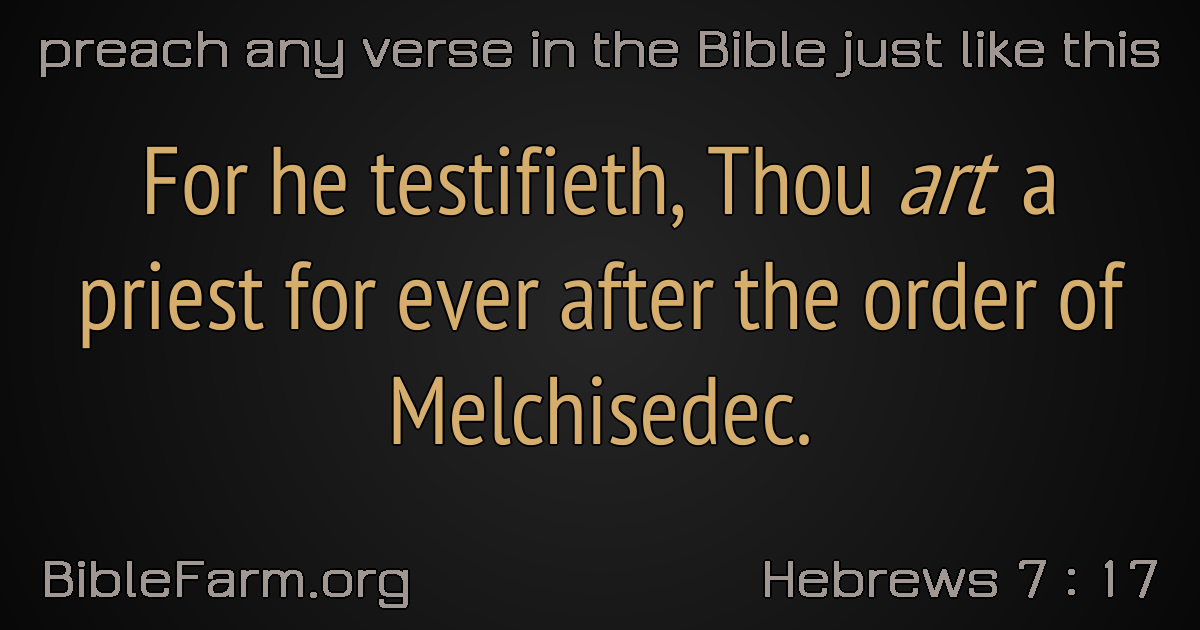 preach any verse in the Bible just like this
For he testifieth, Thou art a
priest for ever after the order of
Melchisedec.
BibleFarm.org
Hebrews 7 : 17